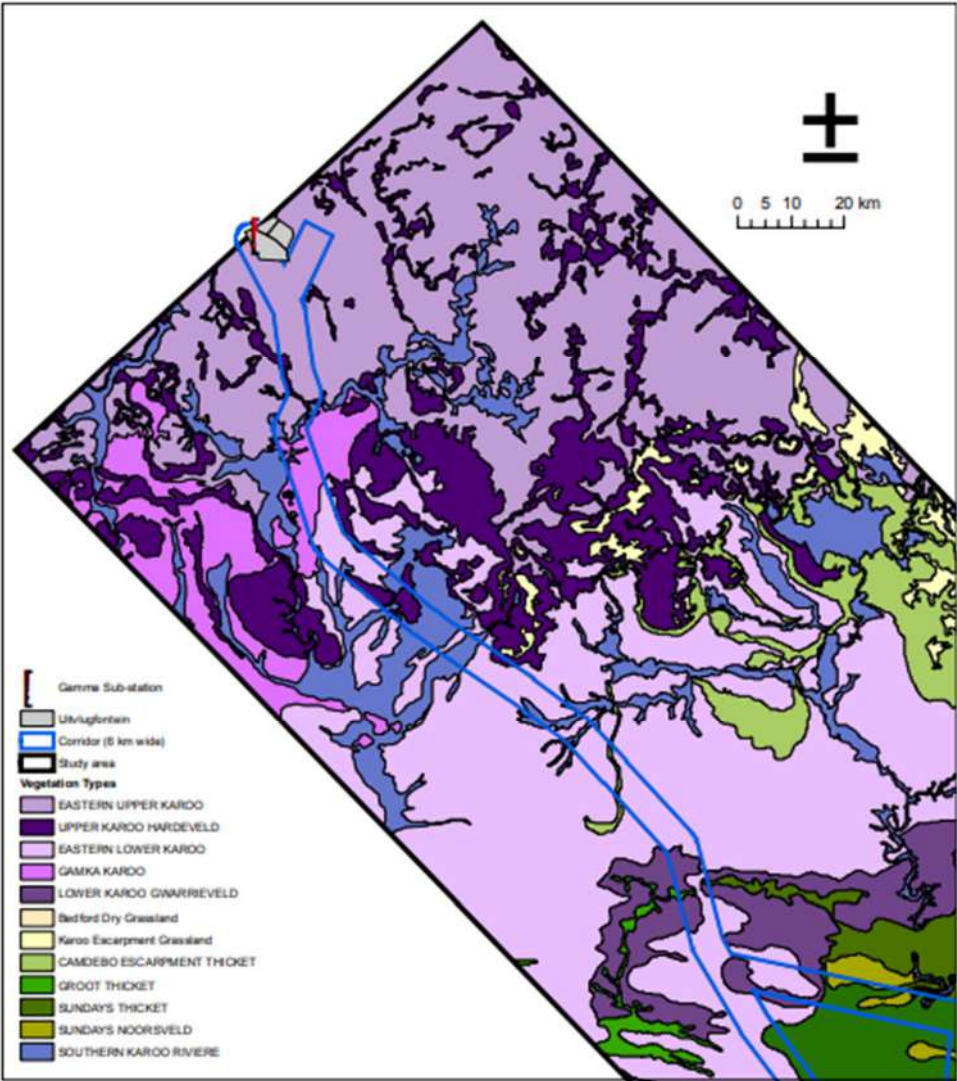 ±
0 5 10 20 km
Gamma Sub-station
Uitvlugfontein
Corridor (6 km wide)
Study area
Vegetation Types
EASTERN UPPER KAROO
UPPER KAROO HARDEVELD
EASTERN LOWER KAROO
GAMKA KAROO
LOWER KAROO GWARRIEVELD
Bedford Dry Grassland
Karoo Escarpment Grassland
CAMDEBO ESCARPMENT THICKET
GROOT THICKET
SUNDAYS THICKET
SUNDAYS NOORSVELD
SOUTHERN KAROO RIVIERE